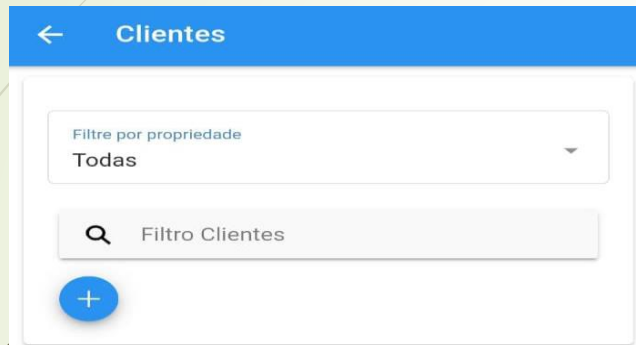 Clientes
Filtre por propriedade
Todas
Filtro Clientes